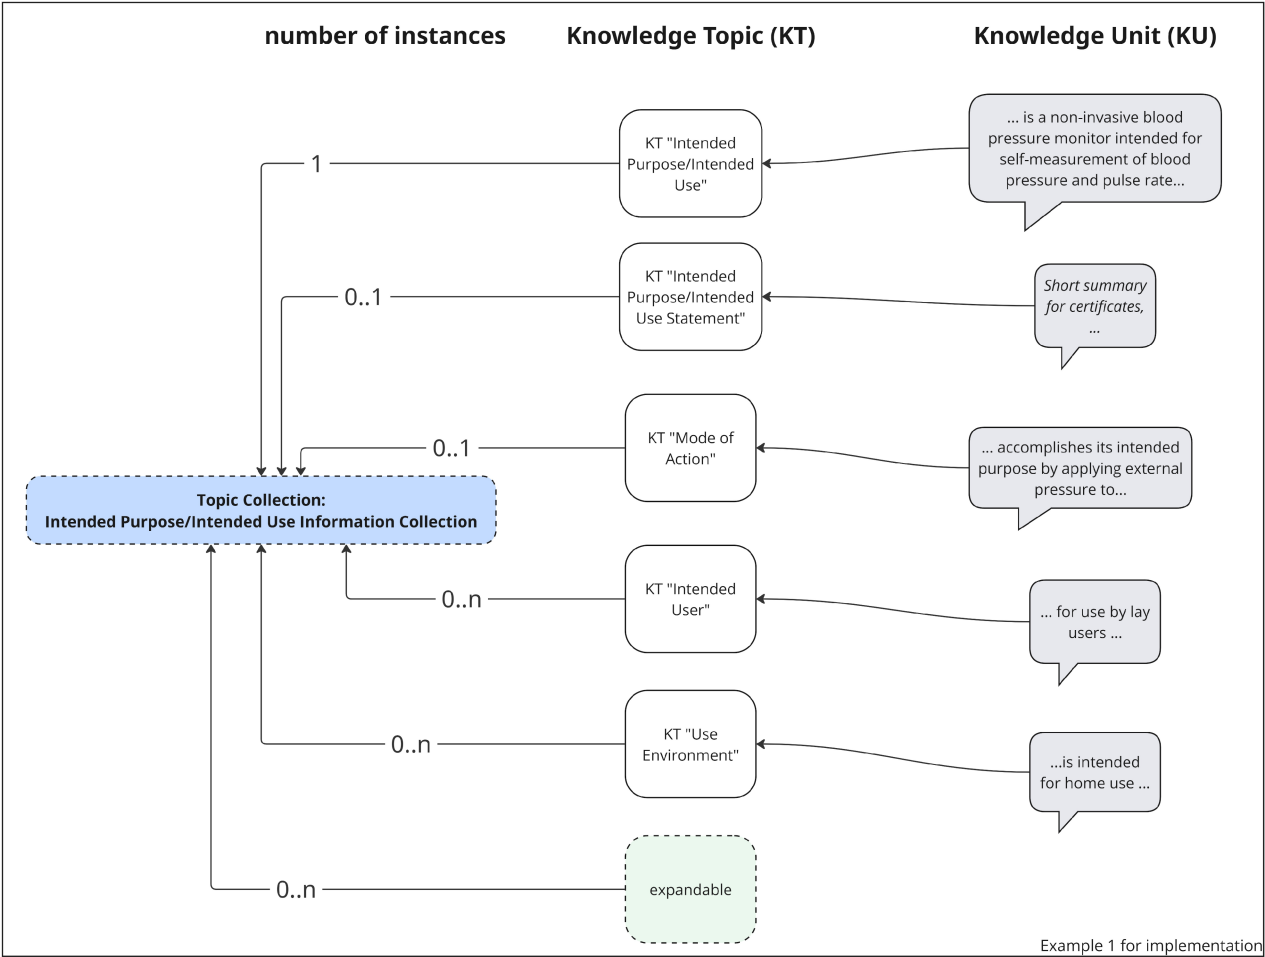 number of instances
Knowledge Topic (KT)
Knowledge Unit (KU)
1
KT "Intended
Purpose/Intended
Use"
... is a non-invasive blood
pressure monitor intended for
self-measurement of blood
pressure and pulse rate...
0..1
KT "Intended
Purpose/Intended
Use Statement"
Short summary
for certificates,
...
0..1
KT "Mode of
Action"
... accomplishes its intended
purpose by applying external
pressure to...
Topic Collection:
Intended Purpose/Intended Use Information Collection
0..n
KT "Intended
User"
... for use by lay
users ...
0..n
KT "Use
Environment"
...is intended
for home use ...
0..n
expandable
Example 1 for implementation